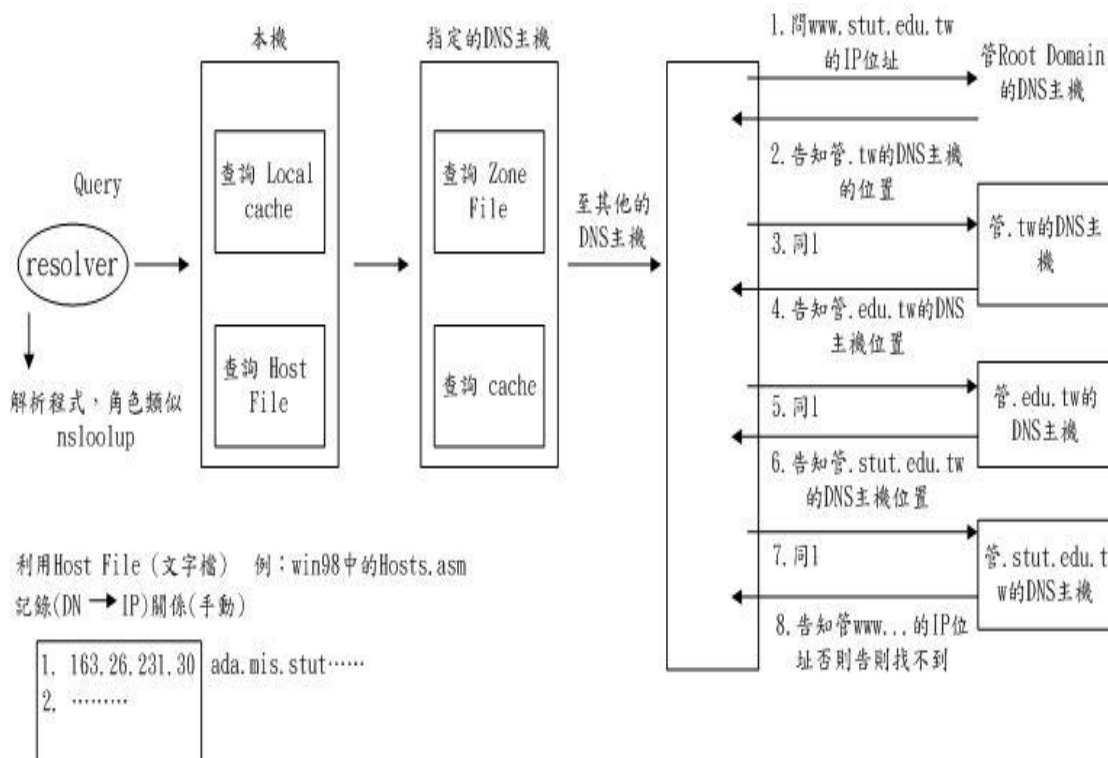 Query
resolver
解析程式，角色類似
nsloolup
本機
查詢 Local
cache
查詢 Host
File
指定的DNS主機
查詢 Zone
File
查詢 cache
至其他的
DNS主機
1.問www.stut.edu.tw
的IP位址
管Root Domain
的DNS主機
2.告知管.tw的DNS主機
的位置
3.同1
管.tw的DNS主
機
4.告知管.edu.tw的DNS
主機位置
5.同1
管.edu.tw的
DNS主機
6.告知管.stut.edu.tw
的DNS主機位置
7.同1
管.stut.edu.t
w的DNS主機
8.告知管www...的IP位
址否則告則找不到
利用Host File (文字檔) 例：win98中的Hosts.asm
記錄(DN → IP)關係(手動)
1. 163.26.231.30 ada.mis.stut……
2. ………